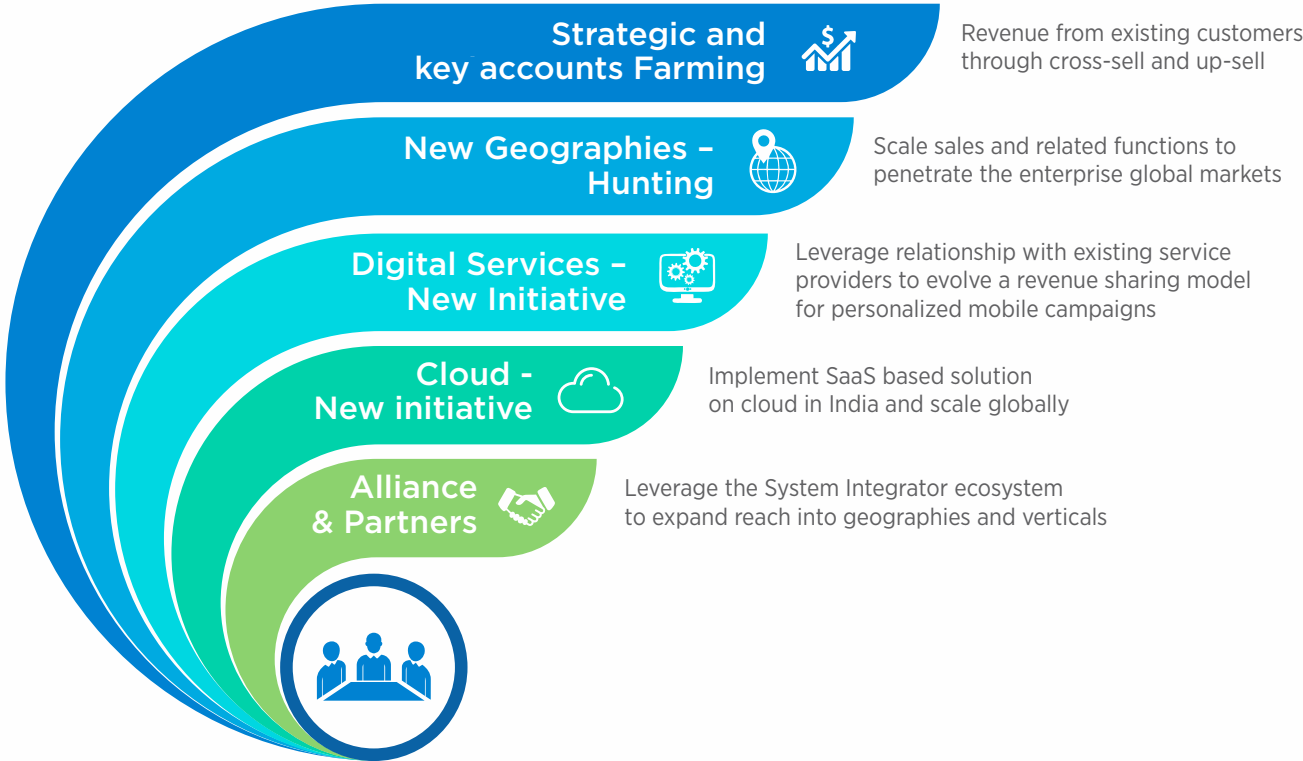 Strategic and
key accounts Farming
$
Revenue from existing customers
through cross-sell and up-sell
New Geographies –
Hunting
Scale sales and related functions to
penetrate the enterprise global markets
Digital Services –
New Initiative
Leverage relationship with existing service
providers to evolve a revenue sharing model
for personalized mobile campaigns
Cloud -
New initiative
Implement SaaS based solution
on cloud in India and scale globally
Alliance
& Partners
Leverage the System Integrator ecosystem
to expand reach into geographies and verticals